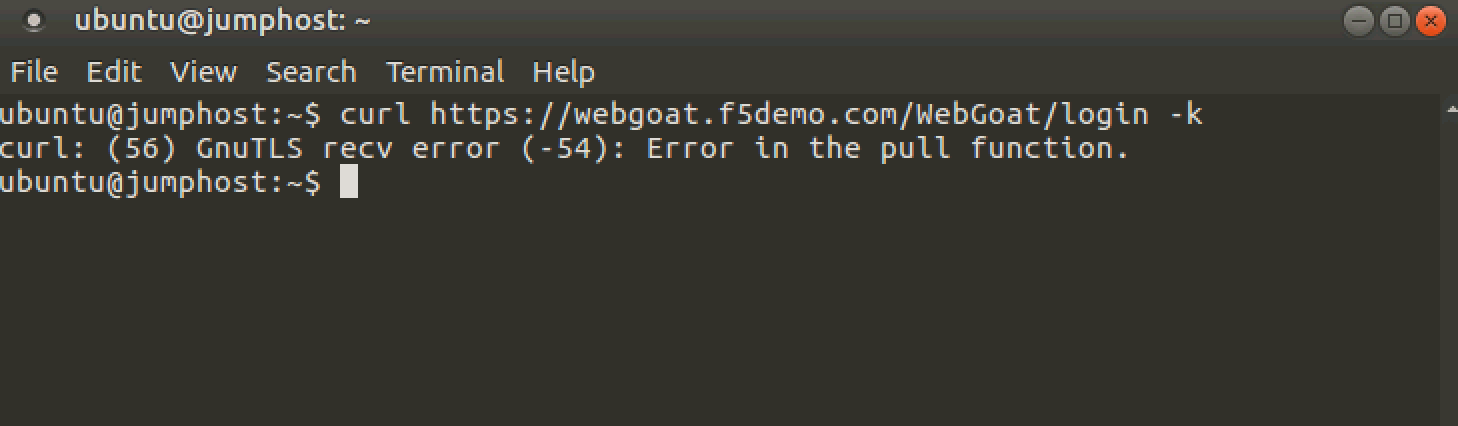 ubuntu@jumphost: ~
File Edit View Search Terminal Help
ubuntu@jumphost:~$ curl https://webgoat.f5demo.com/WebGoat/login -k
curl: (56) GnuTLS recv error (-54): Error in the pull function.
ubuntu@jumphost:~$